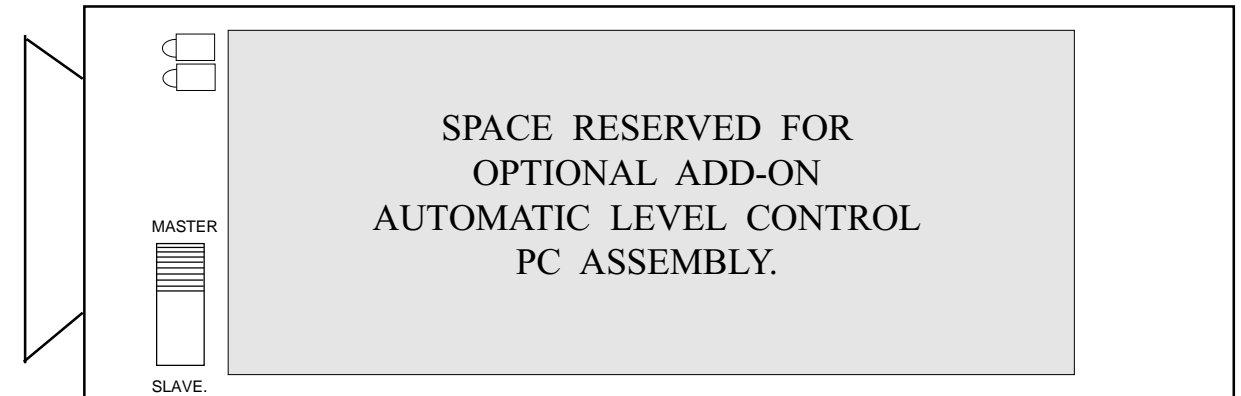 SPACE RESERVED FOR
OPTIONAL ADD-ON
AUTOMATIC LEVEL CONTROL
PC ASSEMBLY.
MASTER
SLAVE.